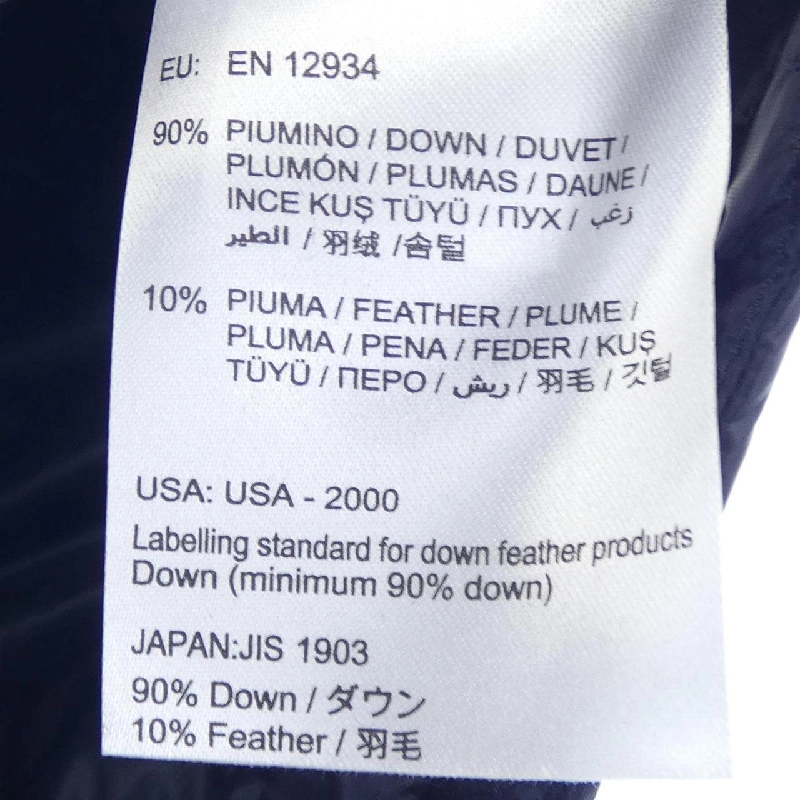 EU: EN 12934
90% PIUMINO / DOWN / DUVET /
PLUMÓN / PLUMAS / DAUNE /
INCE KUŞ TÜYÜ / ПУХ / زغب
الطير / 羽绒 /솜털
10% PIUMA / FEATHER / PLUME /
PLUMA / PENA / FEDER / KUŞ
TÜYÜ / ПЕРО / ريش / 羽毛 / 깃털
USA: USA - 2000
Labelling standard for down feather products
Down (minimum 90% down)
JAPAN:JIS 1903
90% Down / ダウン
10% Feather / 羽毛